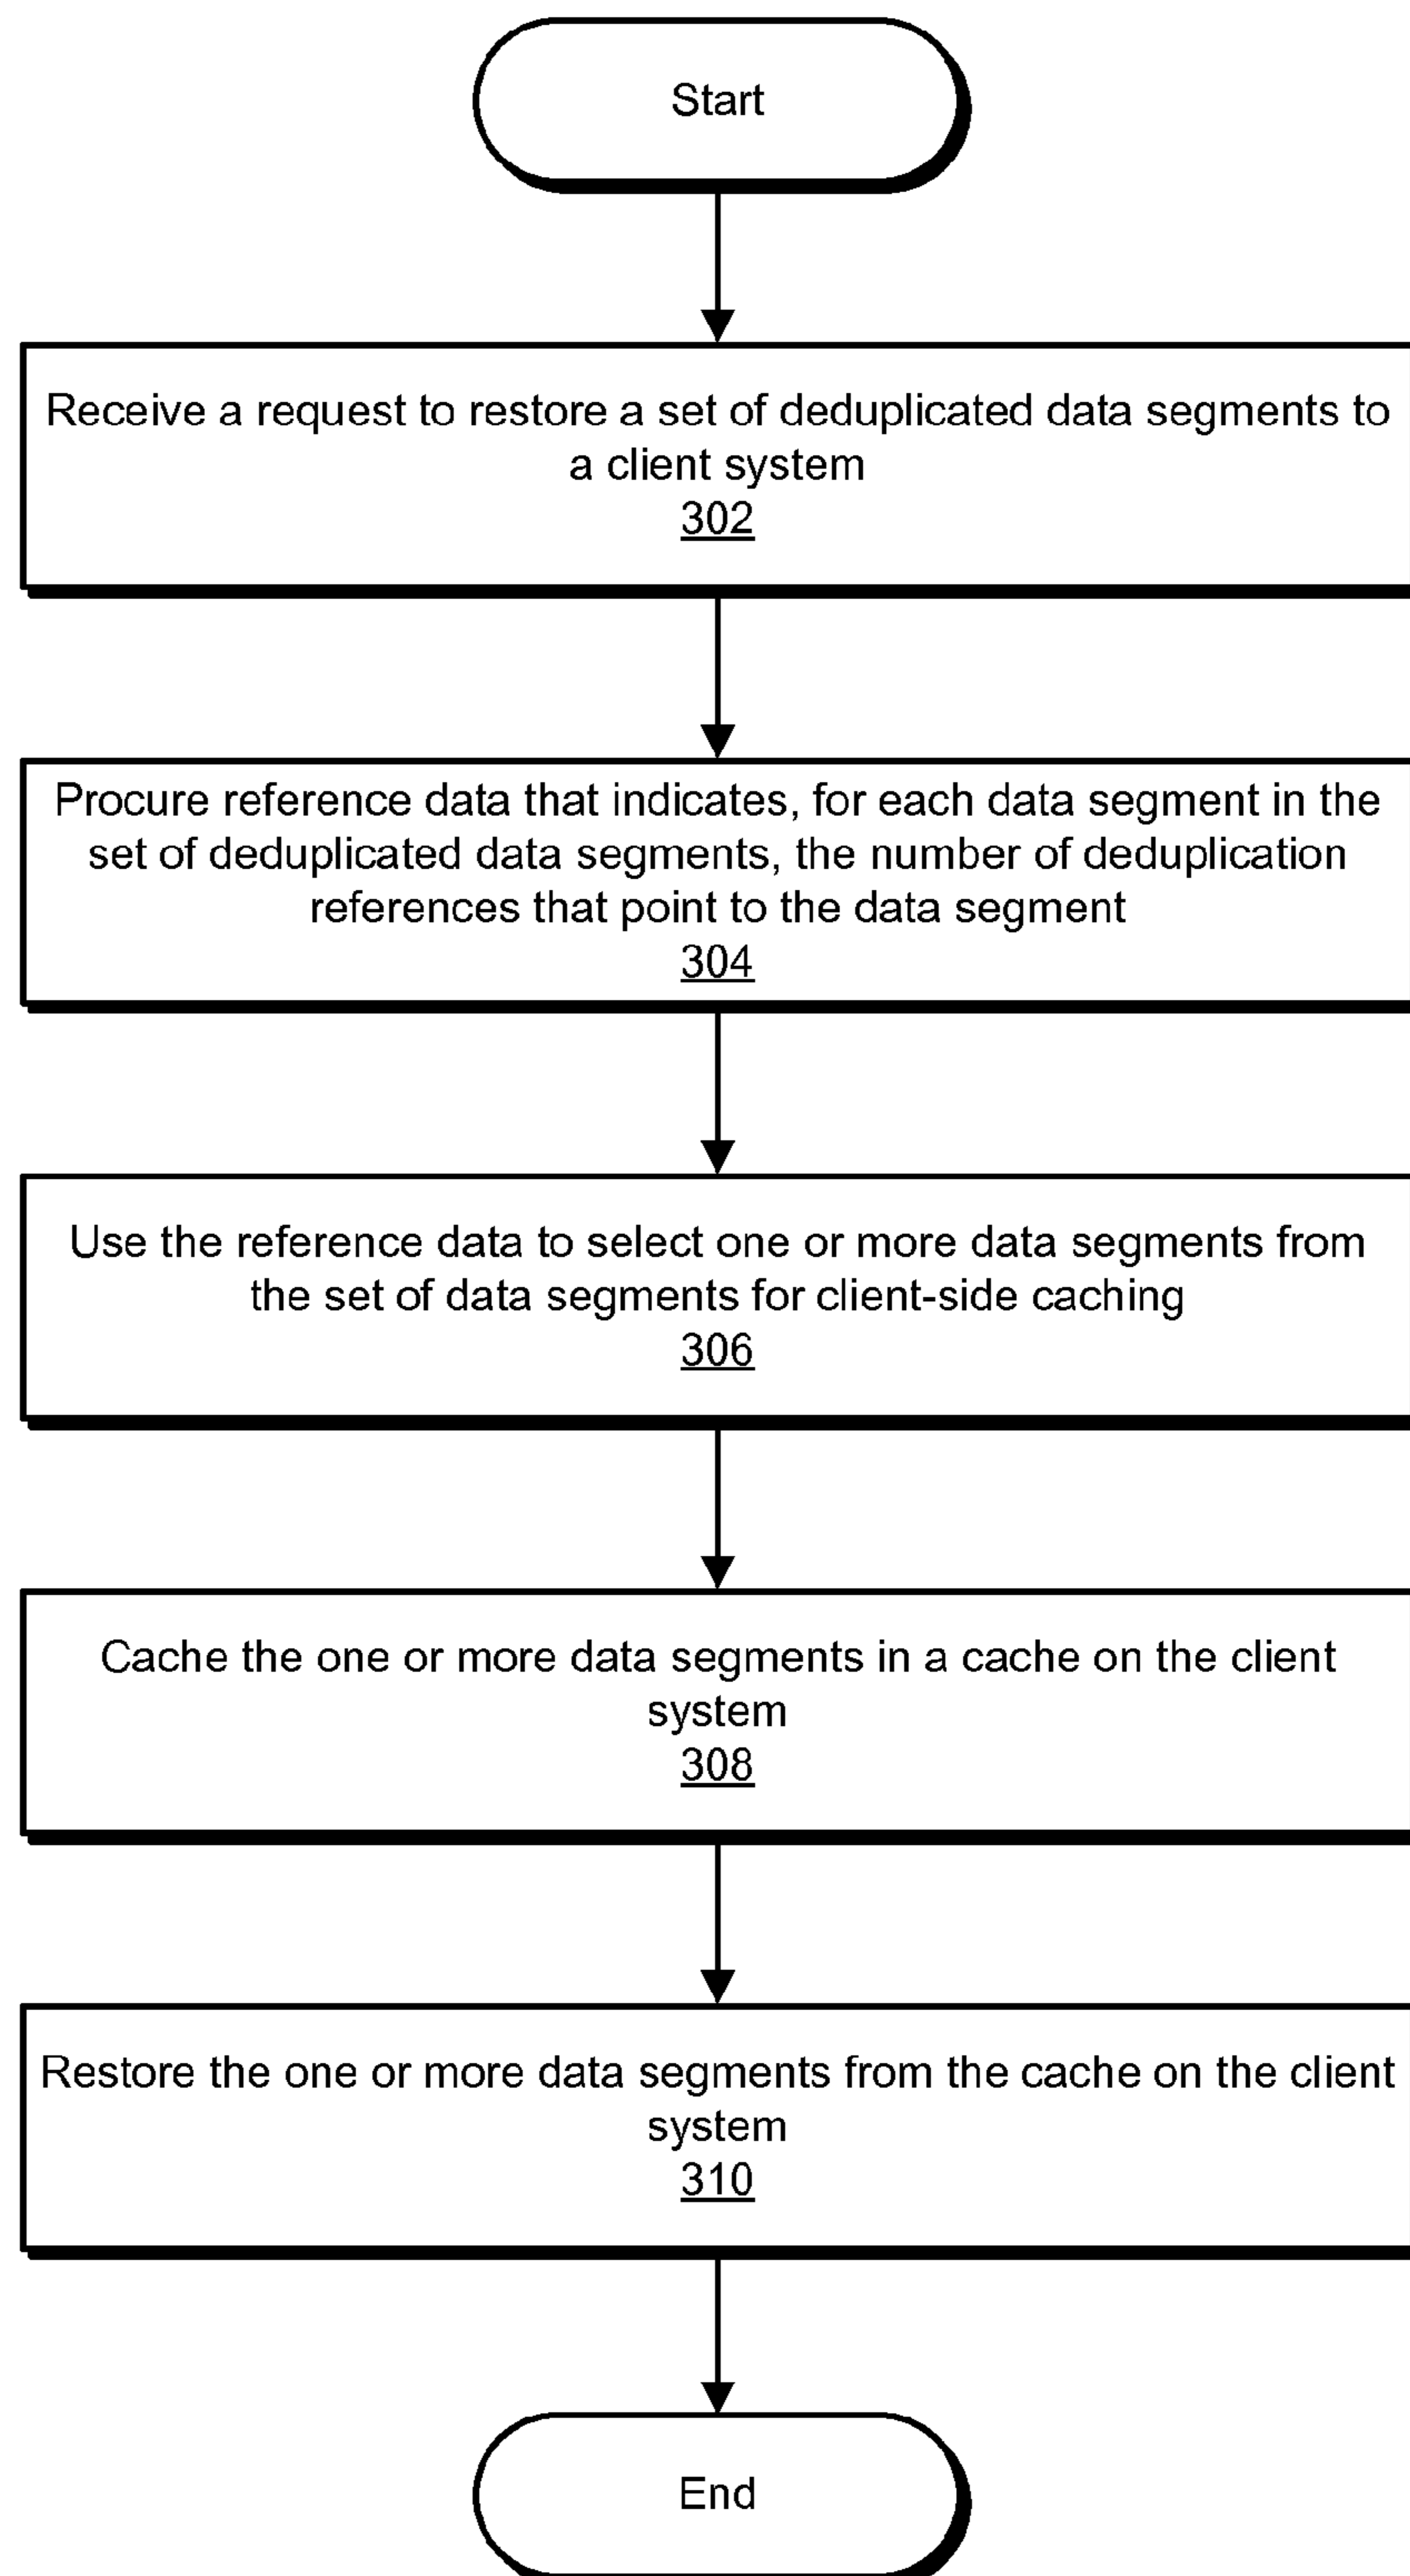 Start
Receive a request to restore a set of deduplicated data segments to
a client system
302
Procure reference data that indicates, for each data segment in the
set of deduplicated data segments, the number of deduplication
references that point to the data segment
304
Use the reference data to select one or more data segments from
the set of data segments for client-side caching
306
Cache the one or more data segments in a cache on the client
system
308
Restore the one or more data segments from the cache on the client
system
310
End